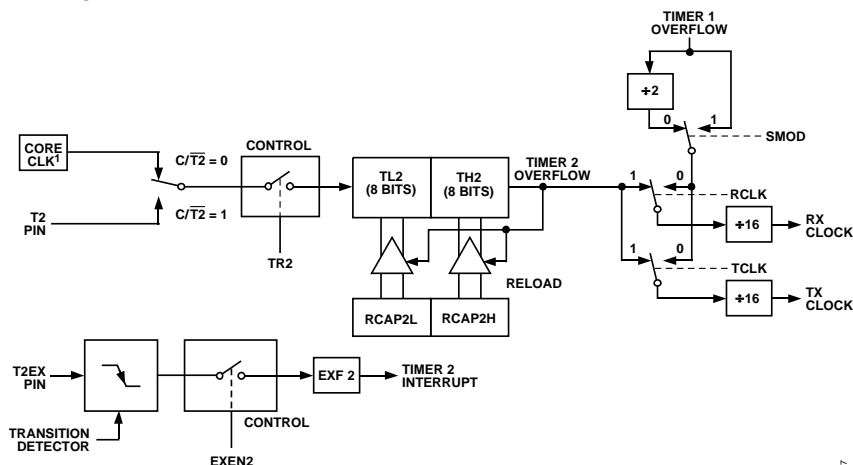 TIMER 1
OVERFLOW
÷2
0
1
SMOD
CORE
CLK1
C/T2 = 0
CONTROL
TL2
(8 BITS)
TH2
(8 BITS)
TIMER 2
OVERFLOW
1
0
RCLK
T2
PIN
C/T2 = 1
TR2
÷16
RX
CLOCK
1
0
TCLK
RELOAD
÷16
TX
CLOCK
RCAP2L
RCAP2H
T2EX
PIN
EXF 2
TIMER 2
INTERRUPT
CONTROL
TRANSITION
DETECTOR
EXEN2